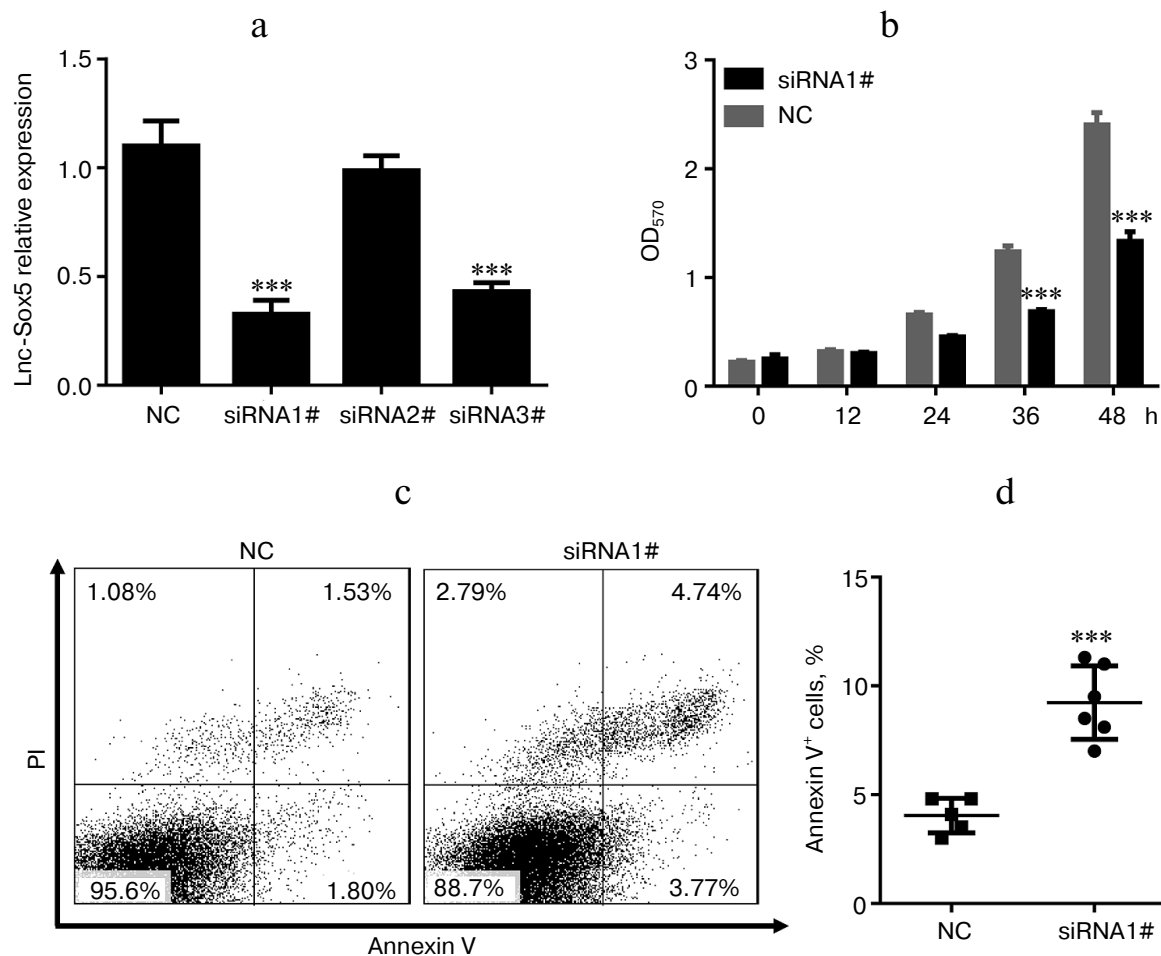 a
Lnc-Sox5 relative expression
1.5
1.0
0.5
0.0
***
***
NC
siRNA1#
siRNA2#
siRNA3#
b
OD570
3
2
1
0
siRNA1#
NC
***
***
0
12
24
36
48
h
c
NC
siRNA1#
PI
1.08%
1.53%
95.6%
1.80%
2.79%
4.74%
88.7%
3.77%
Annexin V
d
Annexin V+ cells, %
15
10
5
0
***
NC
siRNA1#